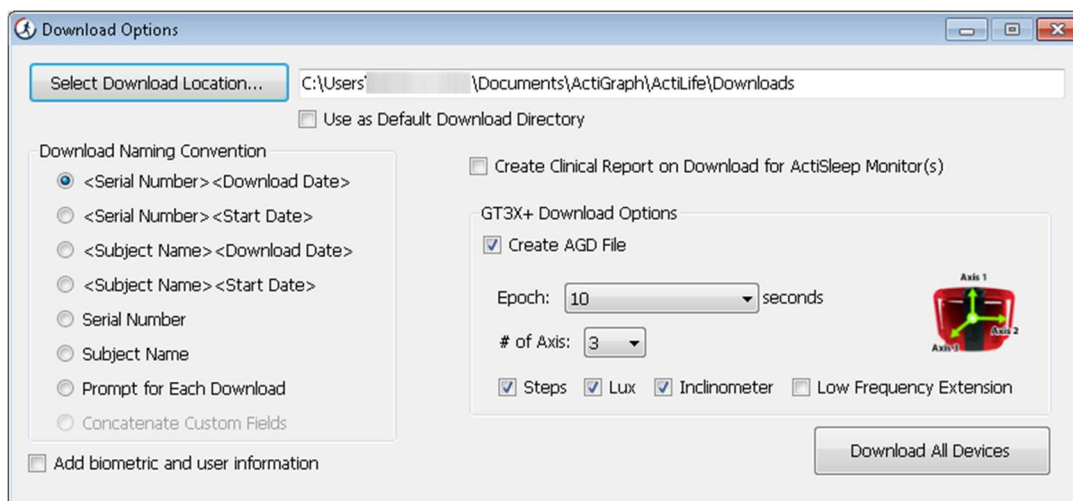 Download Options
Select Download Location...
C:\Users\ \Documents\ActiGraph\ActiLife\Downloads
Use as Default Download Directory
Download Naming Convention
<Serial Number><Download Date>
<Serial Number><Start Date>
<Subject Name><Download Date>
<Subject Name><Start Date>
Serial Number
Subject Name
Prompt for Each Download
Concatenate Custom Fields
Add biometric and user information
Create Clinical Report on Download for ActiSleep Monitor(s)
GT3X+ Download Options
Create AGD File
Epoch: 10 seconds
# of Axis: 3
Axis 1
Axis 2
Axis 3
Steps Lux Inclinometer Low Frequency Extension
Download All Devices